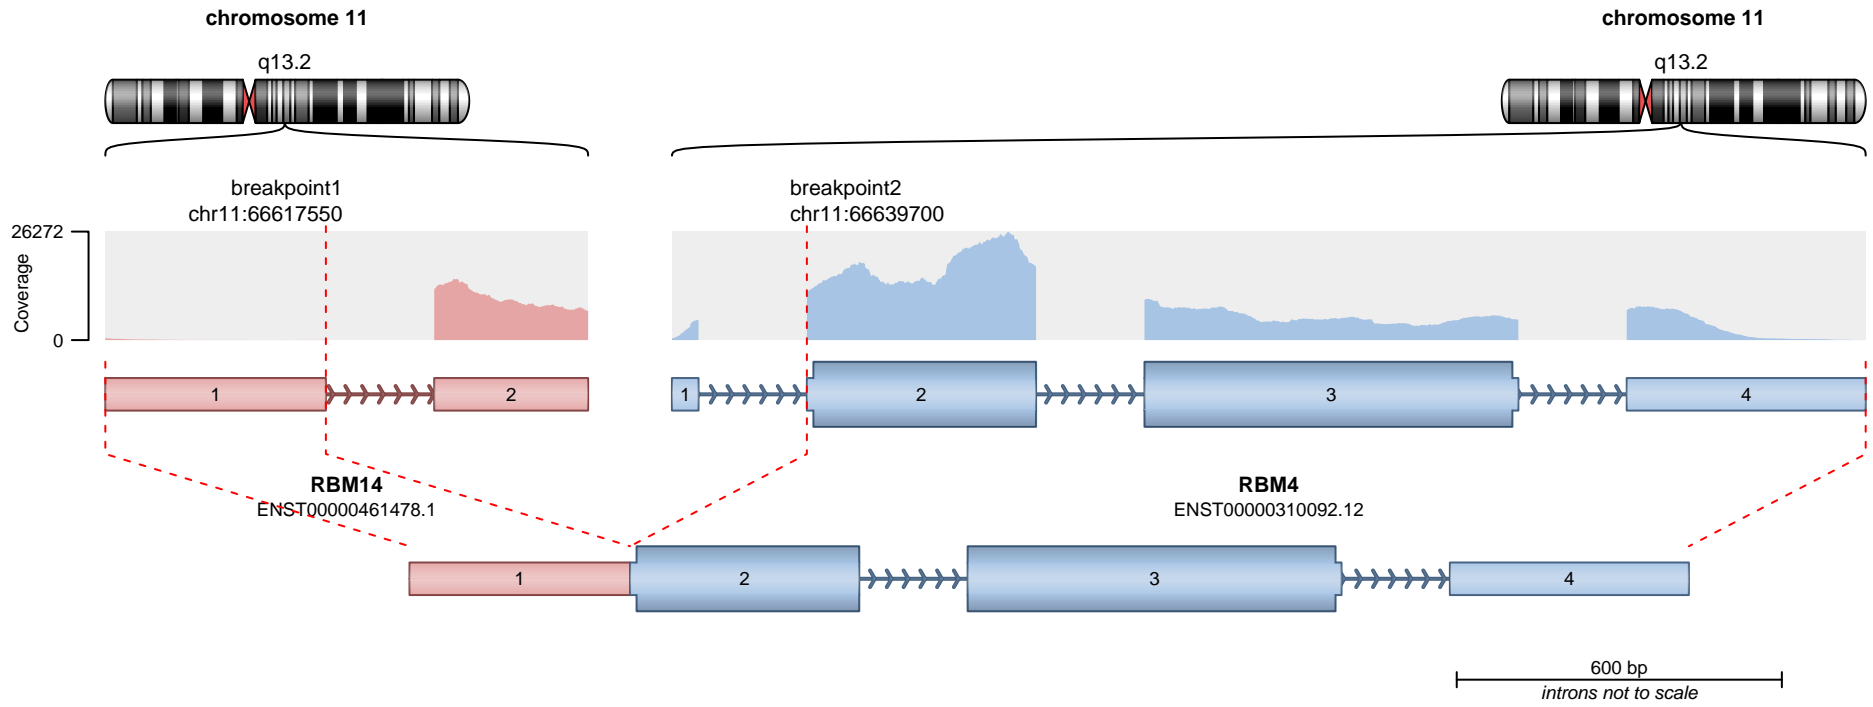 chromosome 11
chromosome 11
q13.2
q13.2
breakpoint1
chr11:66617550
breakpoint2
chr11:66639700
26272
Coverage
0
1
2
1
2
3
4
RBM14
ENST00000461478.1
RBM4
ENST00000310092.12
1
2
3
4
600 bp
introns not to scale